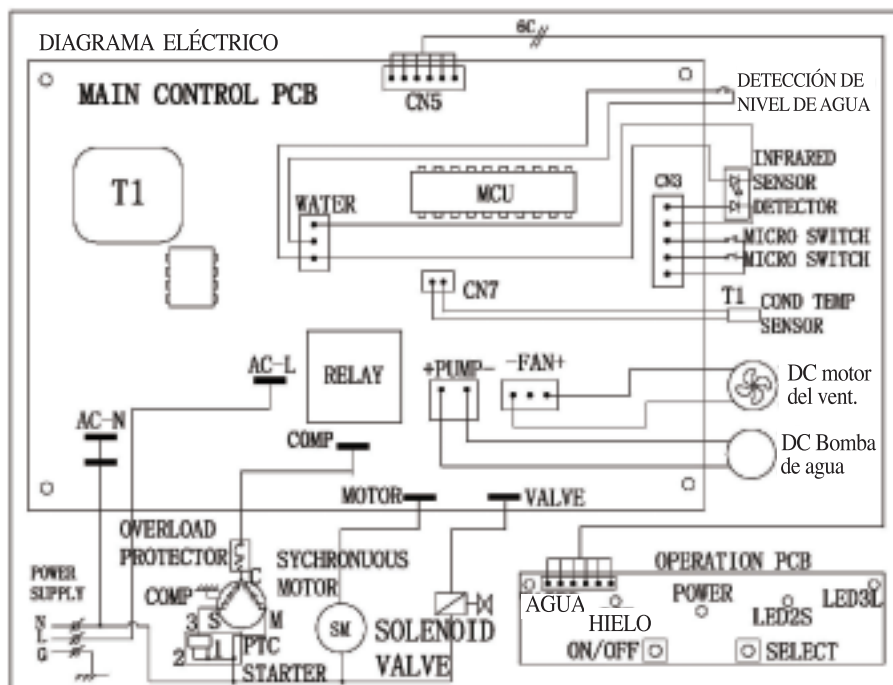 DIAGRAMA ELÉCTRICO
6C
MAIN CONTROL PCB
CN5
DETECCIÓN DE
NIVEL DE AGUA
T1
MCU
WATER
CN3
INFRARED
SENSOR
DETECTOR
MICRO SWITCH
MICRO SWITCH
CN7
T1 COND TEMP
SENSOR
AC-L
RELAY
+PUMP-
-FAN+
DC motor
del vent.
AC-N
COMP
DC Bomba
de agua
MOTOR
VALVE
OVERLOAD
PROTECTOR
SYCHRONUOUS
MOTOR
OPERATION PCB
POWER
SUPPLY
C
COMP
S
M
3
N
L
G
2
1
PTC
STARTER
SM
SOLENOID
VALVE
AGUA
HIELO
POWER
LED2S
LED3L
ON/OFF
SELECT